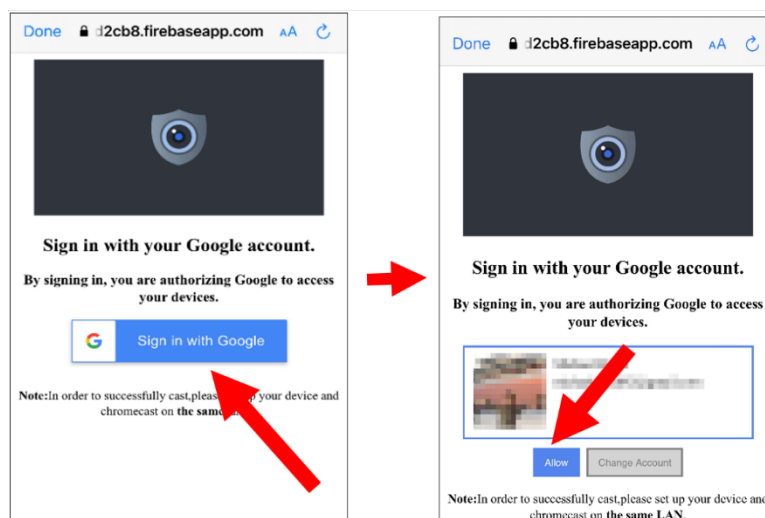 Done d2cb8.firebaseapp.com AA
Sign in with your Google account.
By signing in, you are authorizing Google to access
your devices.
Sign in with Google
Note:In order to successfully cast,please up your device and
chromecast on the same
Done d2cb8.firebaseapp.com AA
Sign in with your Google account.
By signing in, you are authorizing Google to access
your devices.
Allow Change Account
Note:In order to successfully cast,please set up your device and
chromecast on the same LAN.